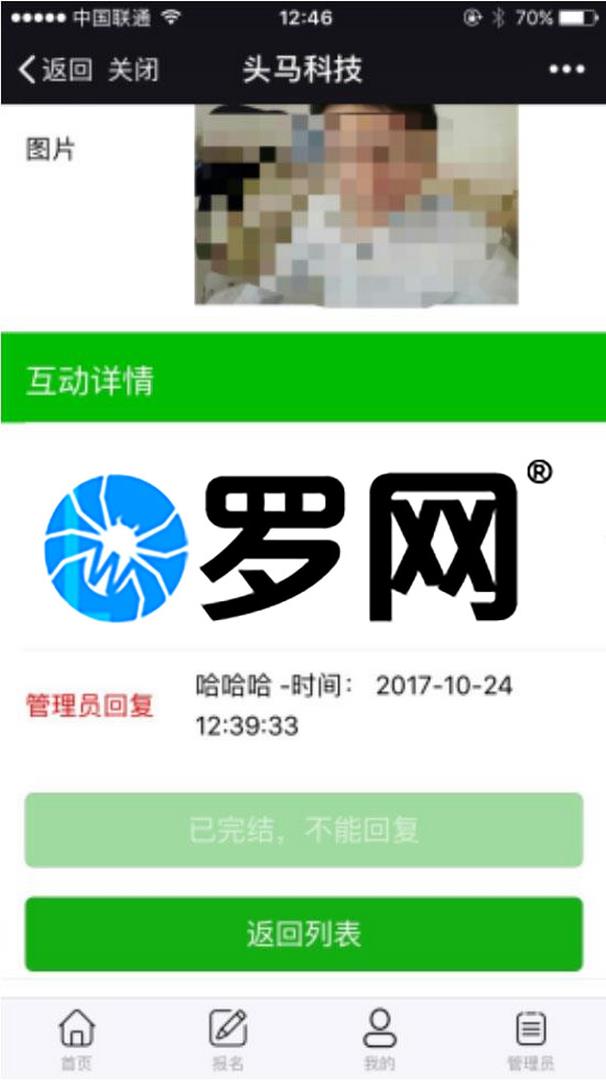 中国联通 12:46 70%
返回 关闭 头马科技
图片
互动详情
罗网®
管理员回复
哈哈哈 -时间： 2017-10-24
12:39:33
已完结，不能回复
返回列表
首页 报名 我的 管理员